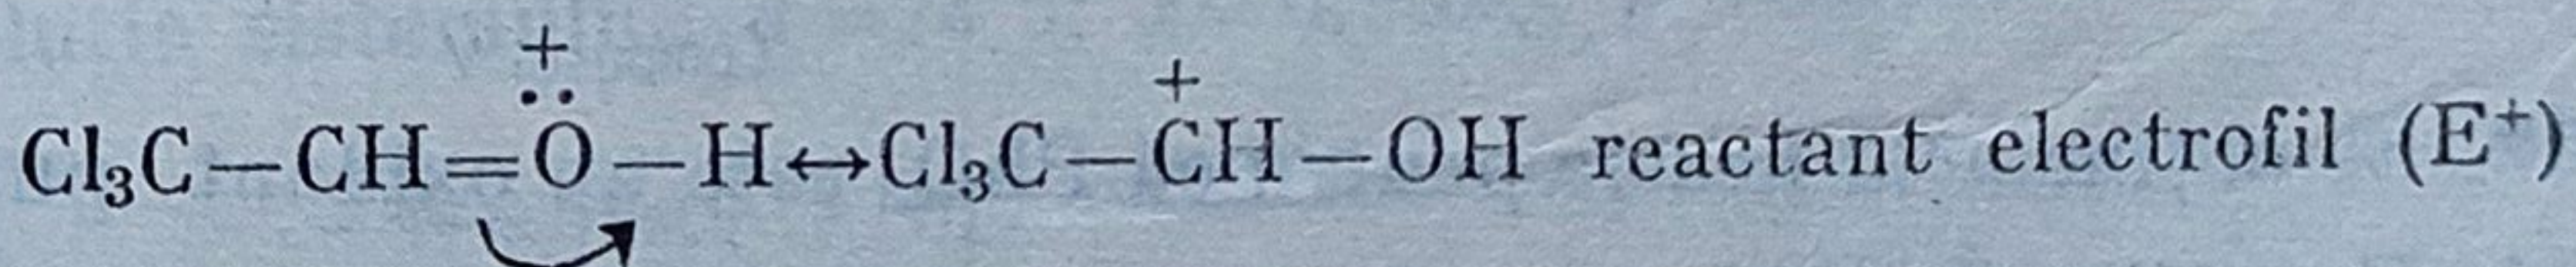 Cl₃C—CH=Ö⁺—H↔Cl₃C—C⁺H—OH reactant electrofil (E⁺)